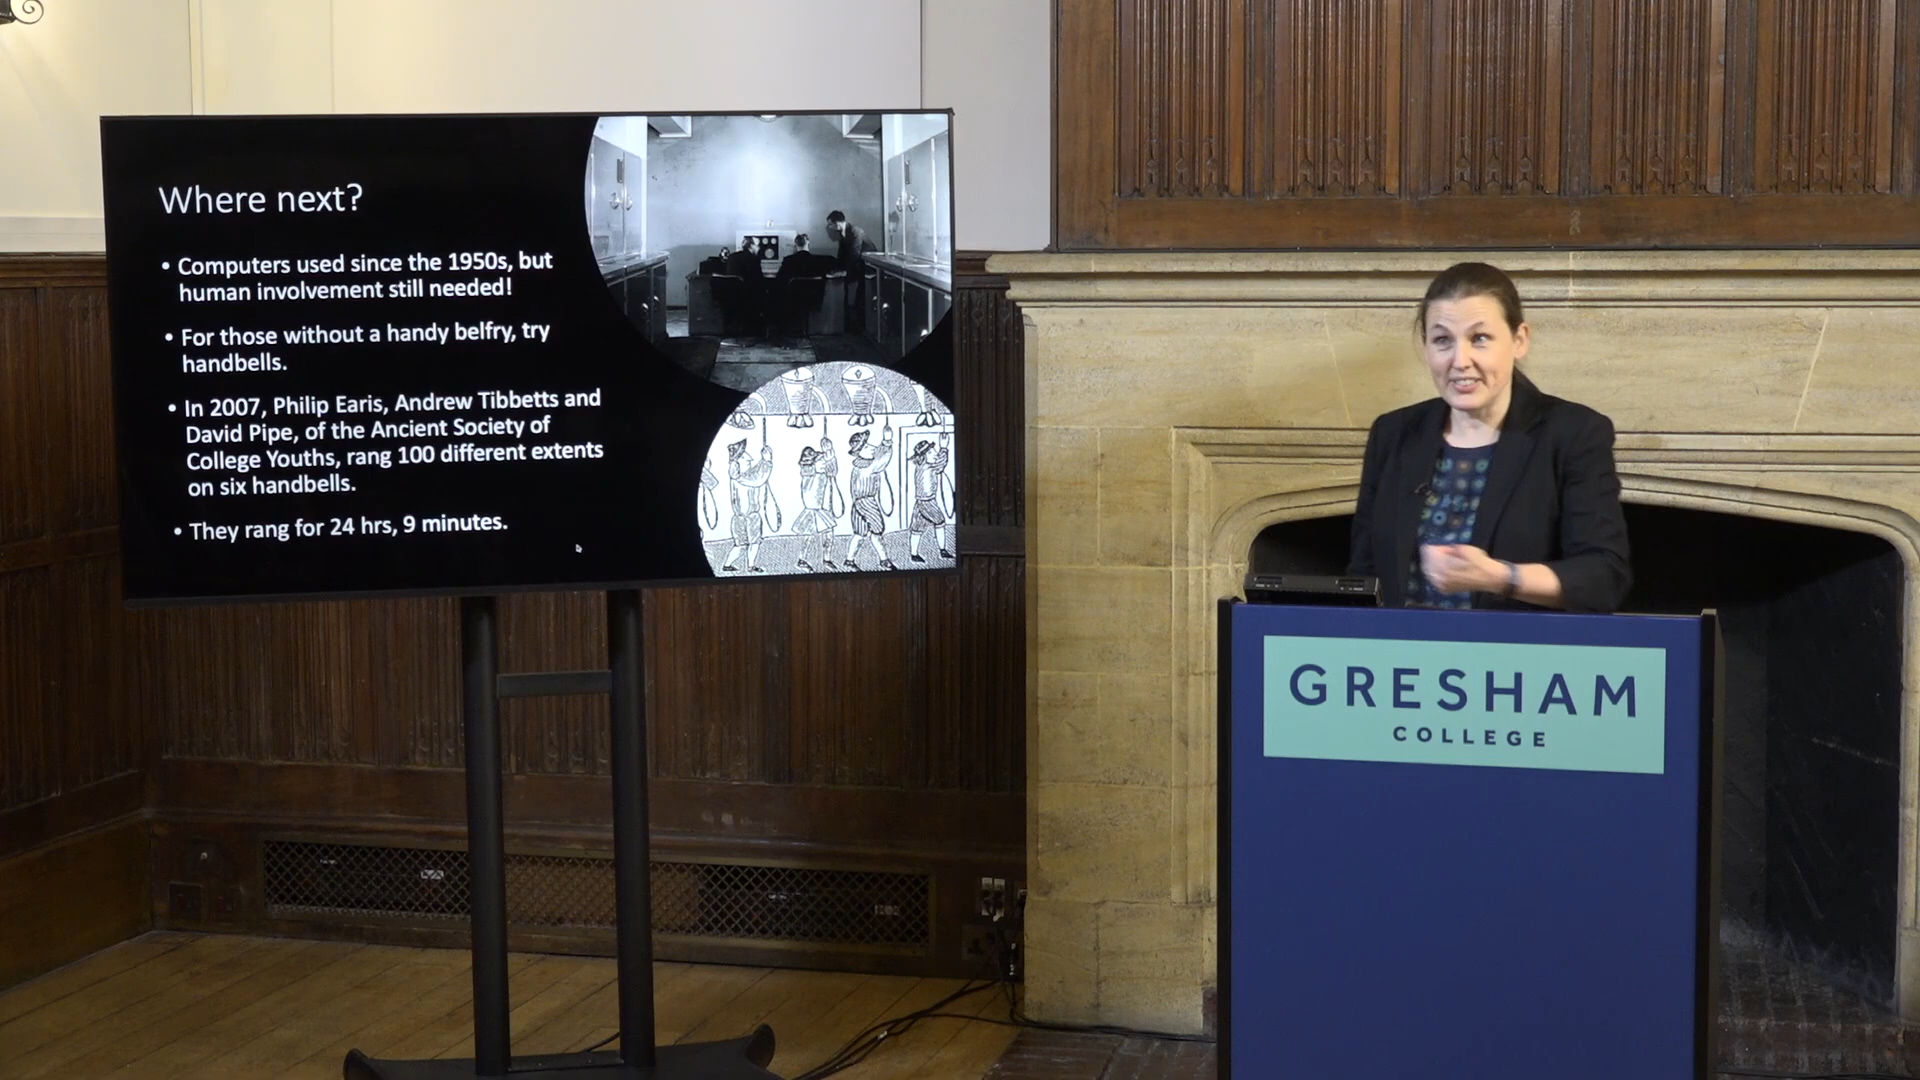 Where next?
• Computers used since the 1950s, but
human involvement still needed!
• For those without a handy belfry, try
handbells.
• In 2007, Philip Earis, Andrew Tibbetts and
David Pipe, of the Ancient Society of
College Youths, rang 100 different extents
on six handbells.
• They rang for 24 hrs, 9 minutes.
GRESHAM
COLLEGE